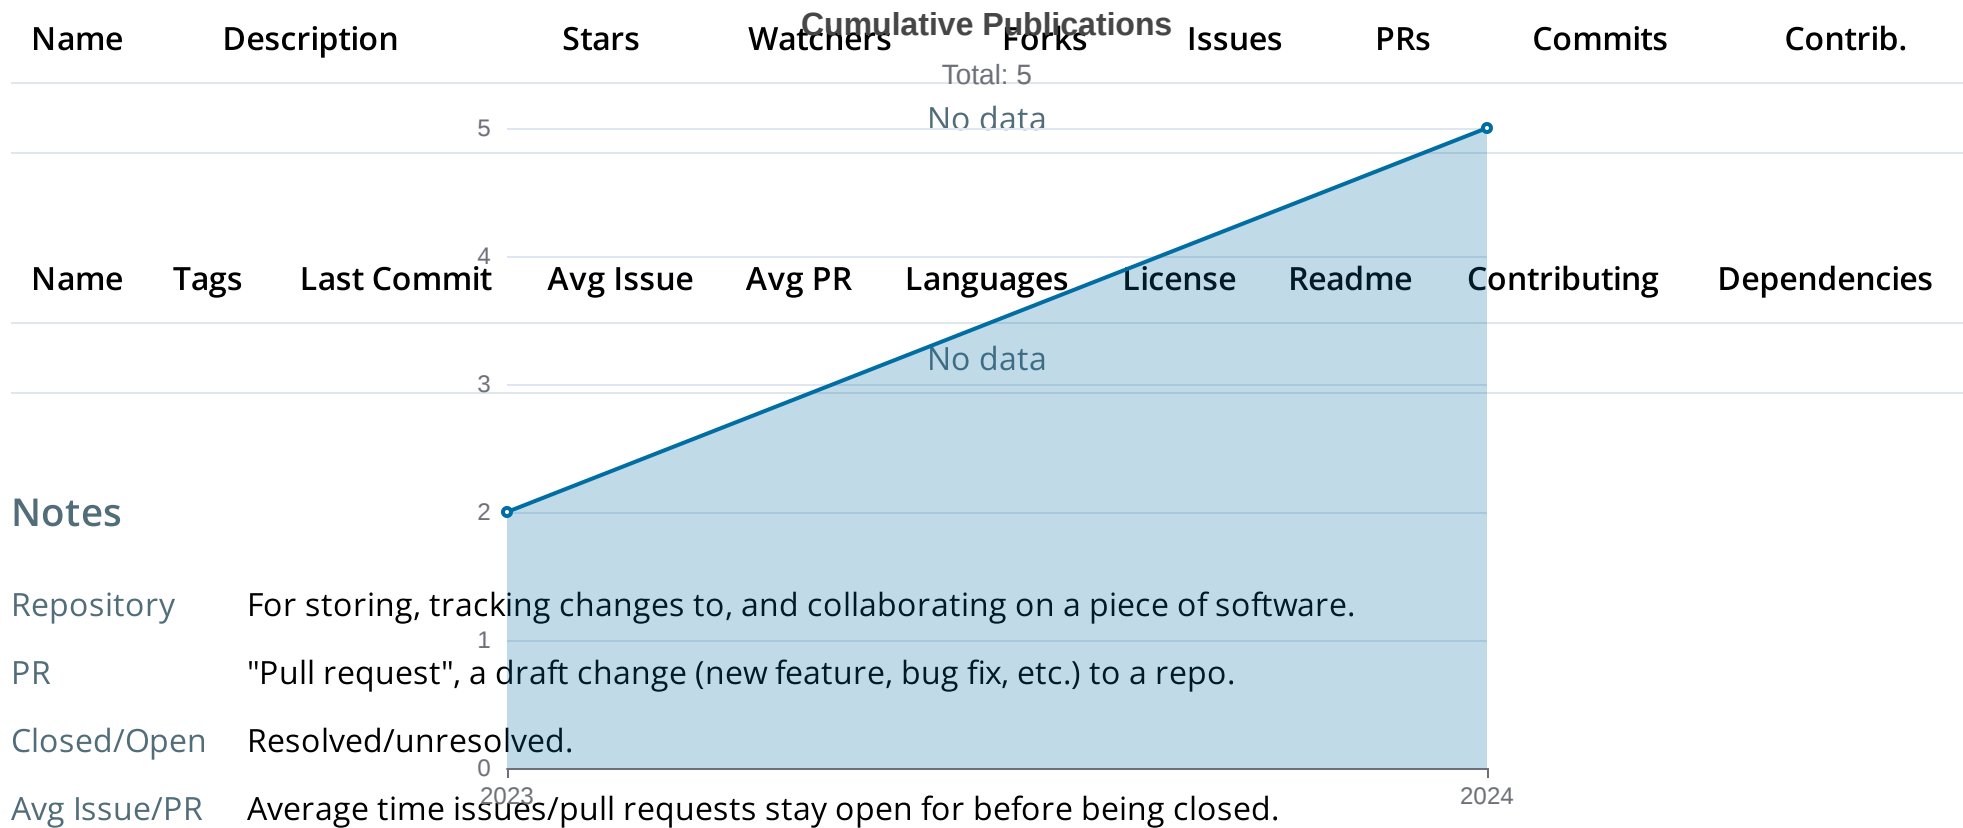 Cumulative Publications
Name Description Stars Watchers Forks Issues PRs Commits Contrib.
Total: 5
No data
5
4
Name Tags Last Commit Avg Issue Avg PR Languages License Readme Contributing Dependencies
No data
3
Notes
2
Repository For storing, tracking changes to, and collaborating on a piece of software.
1
PR "Pull request", a draft change (new feature, bug fix, etc.) to a repo.
Closed/Open Resolved/unresolved.
0
2023 2024
Avg Issue/PR Average time issues/pull requests stay open for before being closed.